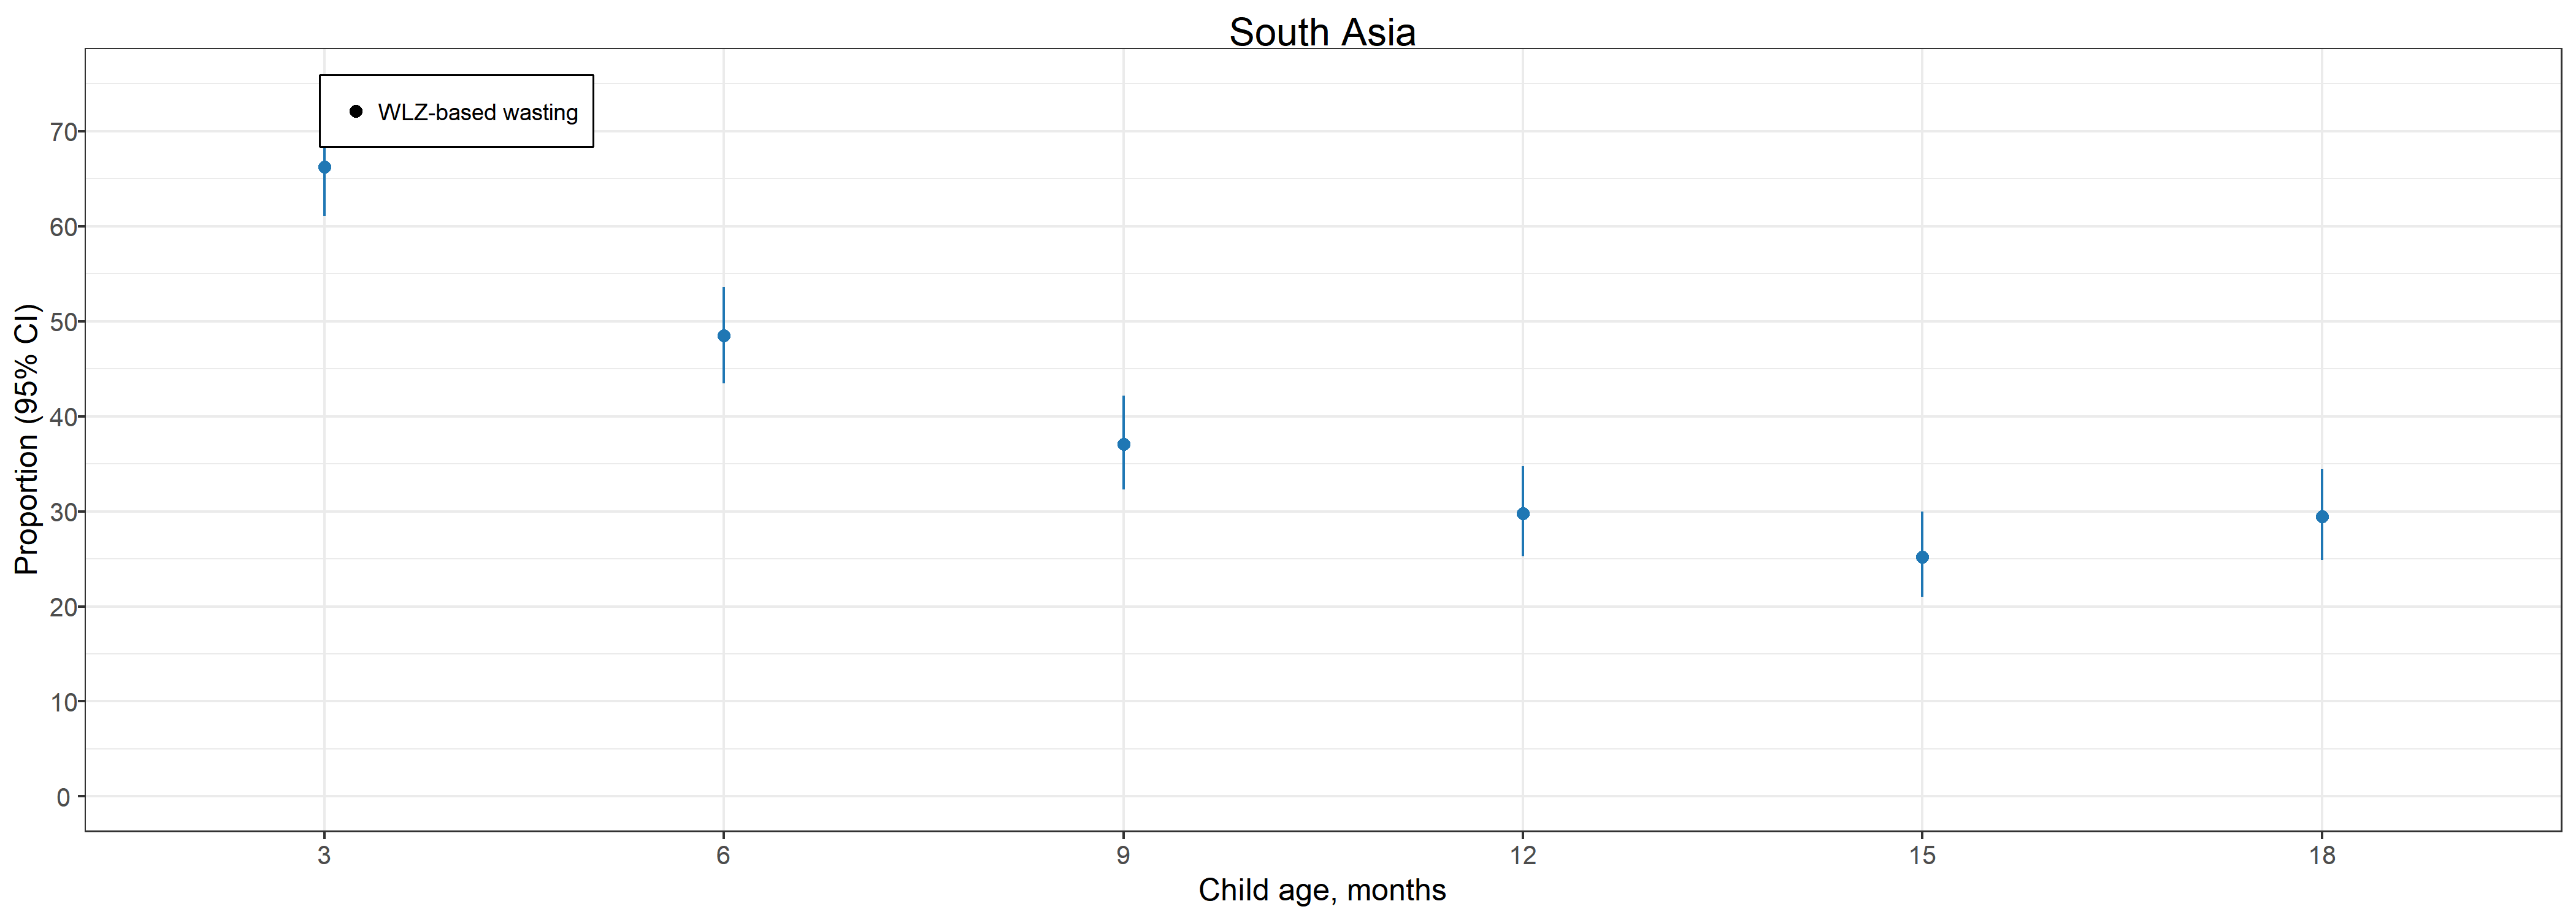 South Asia
WLZ-based wasting
Proportion (95% CI)
70
60
50
40
30
20
10
0
3 6 9 12 15 18
Child age, months